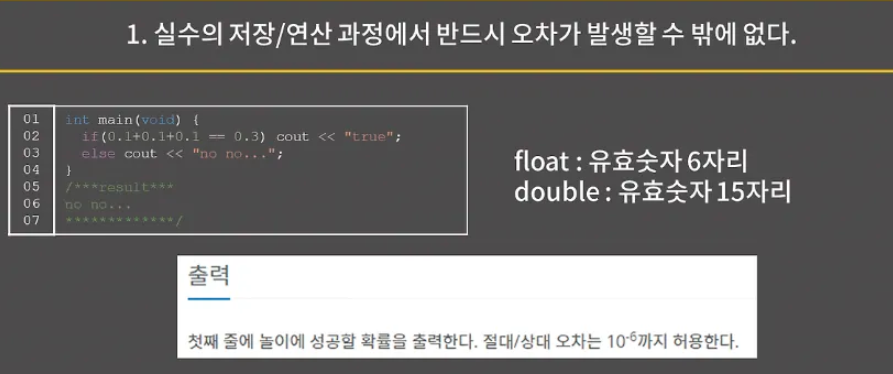 1. 실수의 저장/연산 과정에서 반드시 오차가 발생할 수 밖에 없다.
01 int main(void) {
02 if(0.1+0.1+0.1 == 0.3) cout << "true";
03 else cout << "no no...";
04 }
05 /***result***
06 no no...
07 *************/
float : 유효숫자 6자리
double : 유효숫자 15자리
출력
첫째 줄에 놀이에 성공할 확률을 출력한다. 절대/상대 오차는 10⁻⁶까지 허용한다.